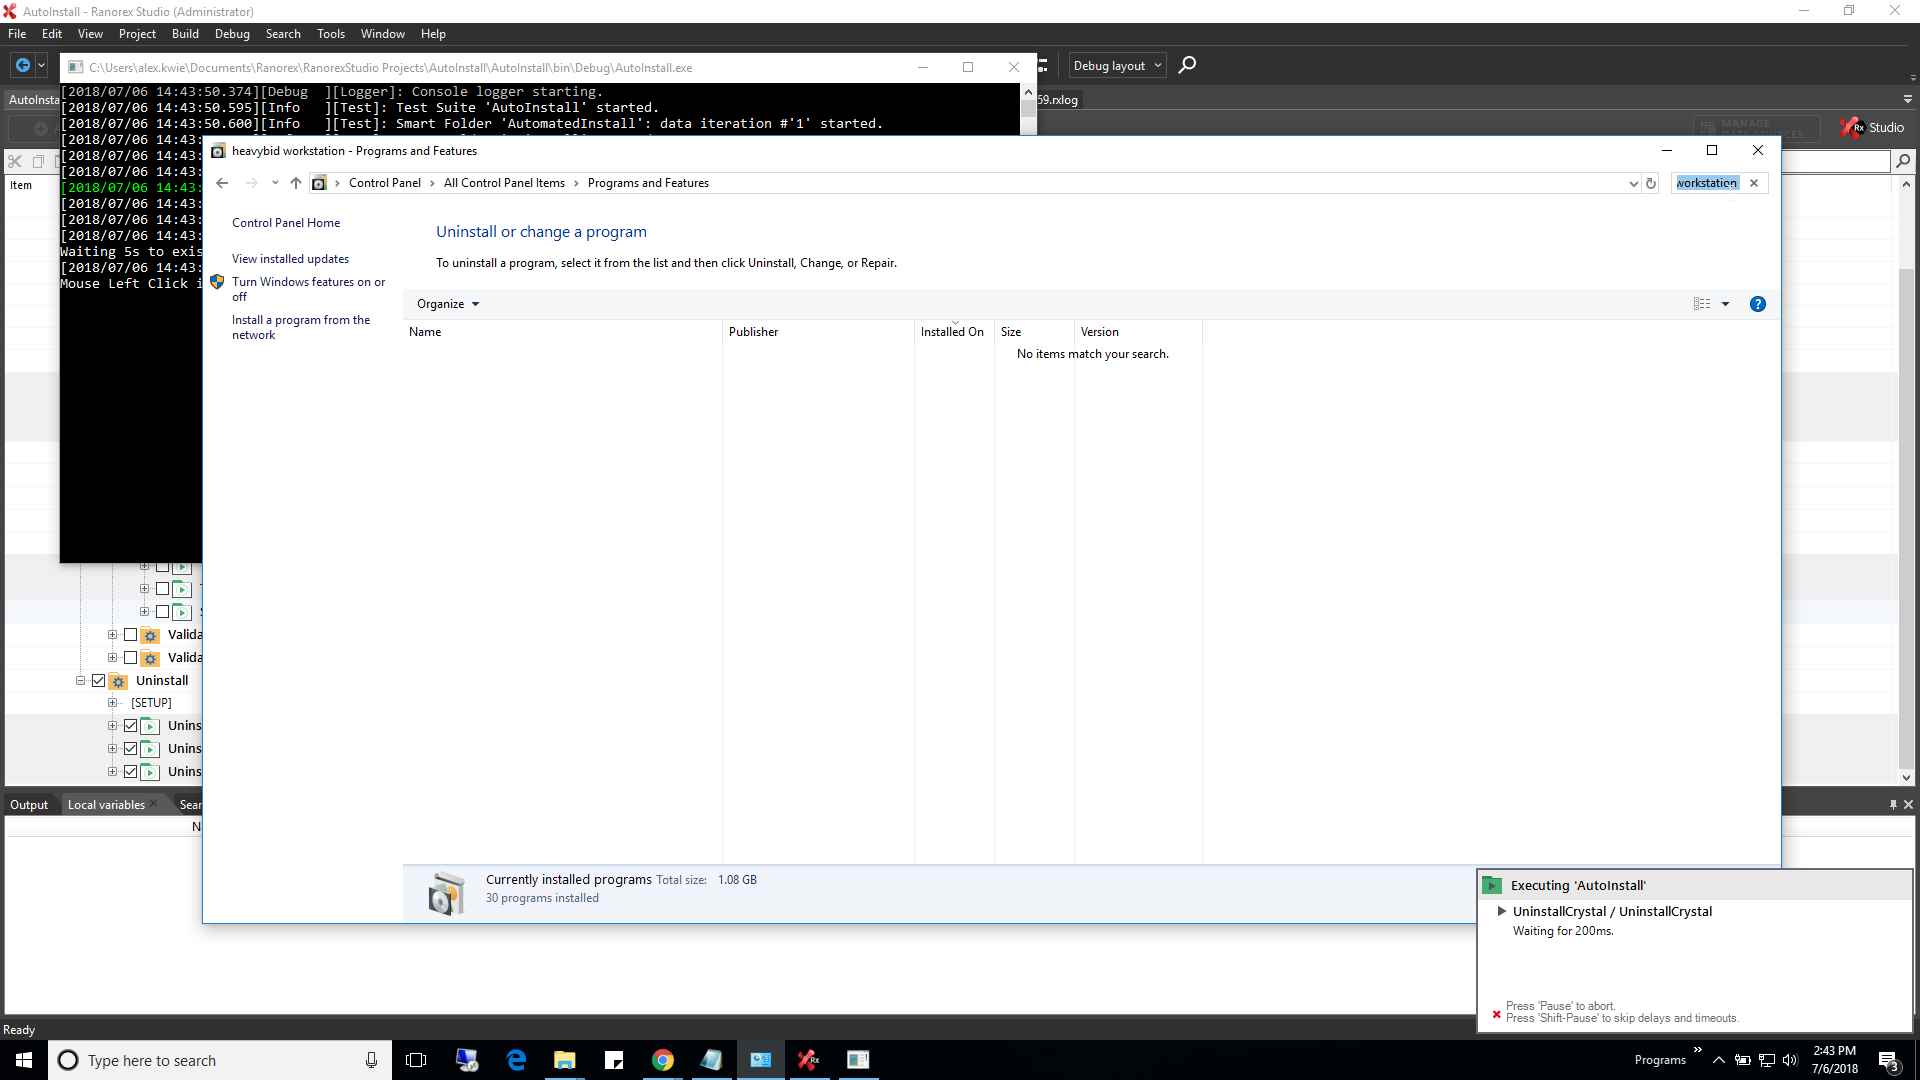 AutoInstall - Ranorex Studio (Administrator)
File Edit View Project Build Debug Search Tools Window Help
C:\Users\alex.kwie\Documents\Ranorex\RanorexStudio Projects\AutoInstall\AutoInstall\bin\Debug\AutoInstall.exe
Debug layout
[2018/07/06 14:43:50.374][Debug ][Logger]: Console logger starting.
[2018/07/06 14:43:50.595][Info ][Test]: Test Suite 'AutoInstall' started.
[2018/07/06 14:43:50.600][Info ][Test]: Smart Folder 'AutomatedInstall': data iteration #'1' started.
[2018/07/06 14:43:
[2018/07/06 14:43:
[2018/07/06 14:43:
[2018/07/06 14:43:
[2018/07/06 14:43:
[2018/07/06 14:43:
[2018/07/06 14:43:
Waiting 5s to exis
[2018/07/06 14:43:
Mouse Left Click i
AutoInsta
59.rxlog
MANAGE
Rx Studio
Item
heavybid workstation - Programs and Features
Control Panel All Control Panel Items Programs and Features
workstation
Control Panel Home
View installed updates
Turn Windows features on or
off
Install a program from the
network
Uninstall or change a program
To uninstall a program, select it from the list and then click Uninstall, Change, or Repair.
Organize
Name Publisher Installed On Size Version
No items match your search.
Currently installed programs Total size: 1.08 GB
30 programs installed
Valida
Valida
Uninstall
[SETUP]
Unins
Unins
Unins
Output Local variables Sear
Executing 'AutoInstall'
UninstallCrystal / UninstallCrystal
Waiting for 200ms.
Press 'Pause' to abort.
Press 'Shift-Pause' to skip delays and timeouts.
Ready
Type here to search
Programs
2:43 PM
7/6/2018
3